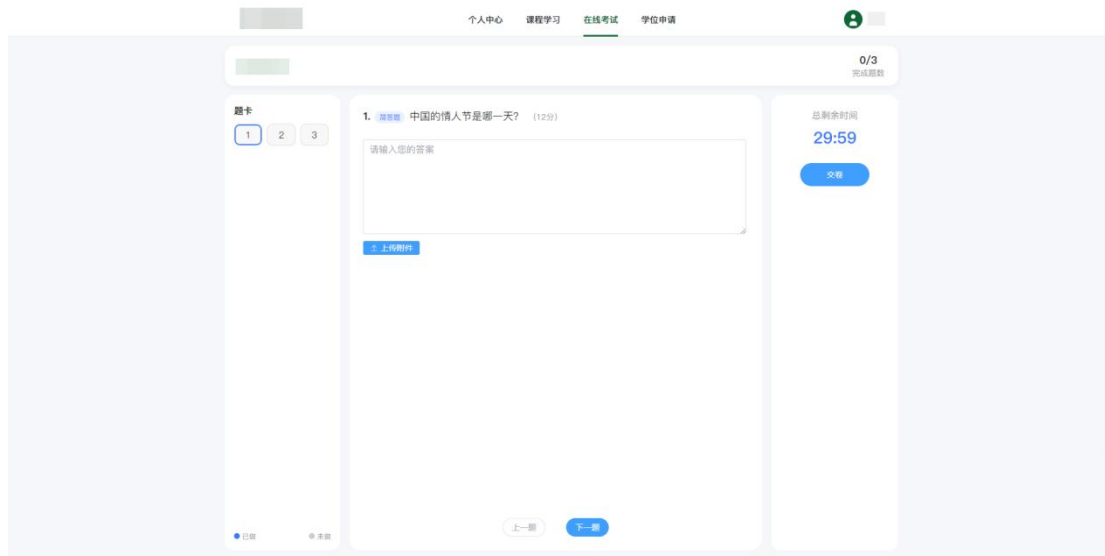 个人中心 课程学习 在线考试 学位申请
0/3
完成题数
题卡
1 2 3
1. 简答题 中国的情人节是哪一天? (12分)
请输入您的答案
上传附件
总剩余时间
29:59
交卷
上一题 下一题
已做 未做